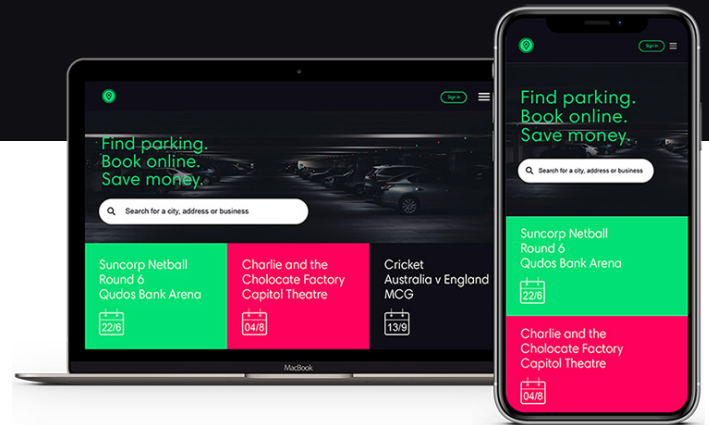 Sign in
Find parking.
Book online.
Save money.
Search for a city, address or business
Suncorp Netball
Round 6
Qudos Bank Arena
22/6
Charlie and the
Cholocate Factory
Capitol Theatre
04/8
Cricket
Australia v England
MCG
13/9
MacBook
Sign in
Find parking.
Book online.
Save money.
Search for a city, address or business
Suncorp Netball
Round 6
Qudos Bank Arena
22/6
Charlie and the
Cholocate Factory
Capitol Theatre
04/8